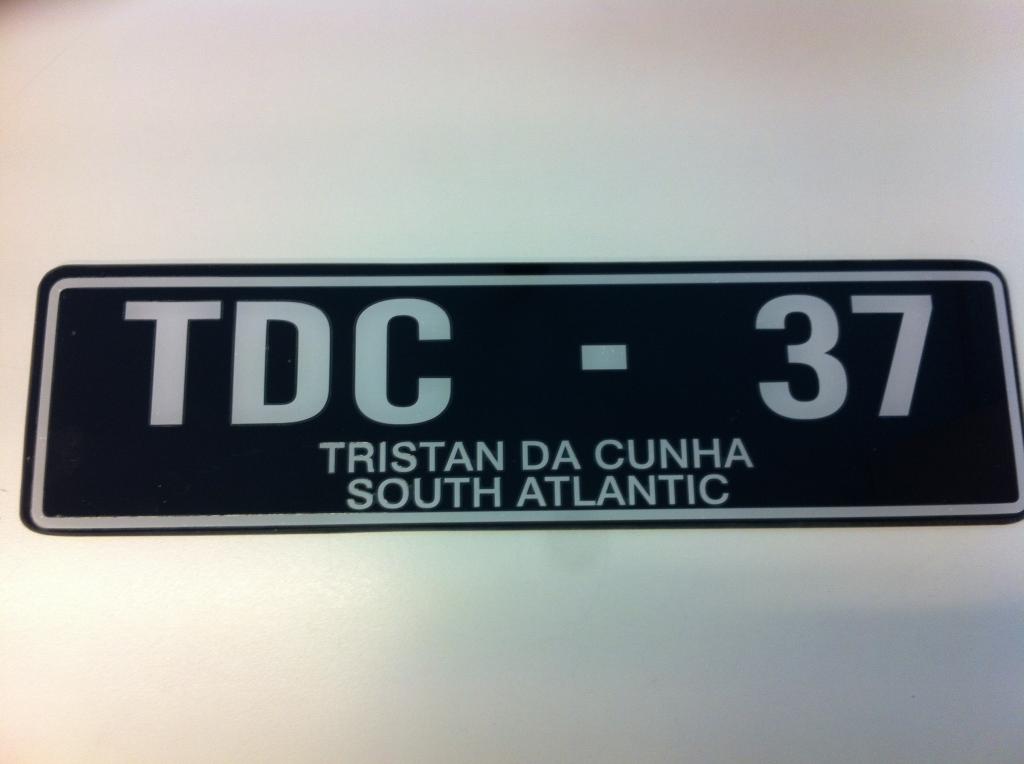 TDC - 37
TRISTAN DA CUNHA
SOUTH ATLANTIC